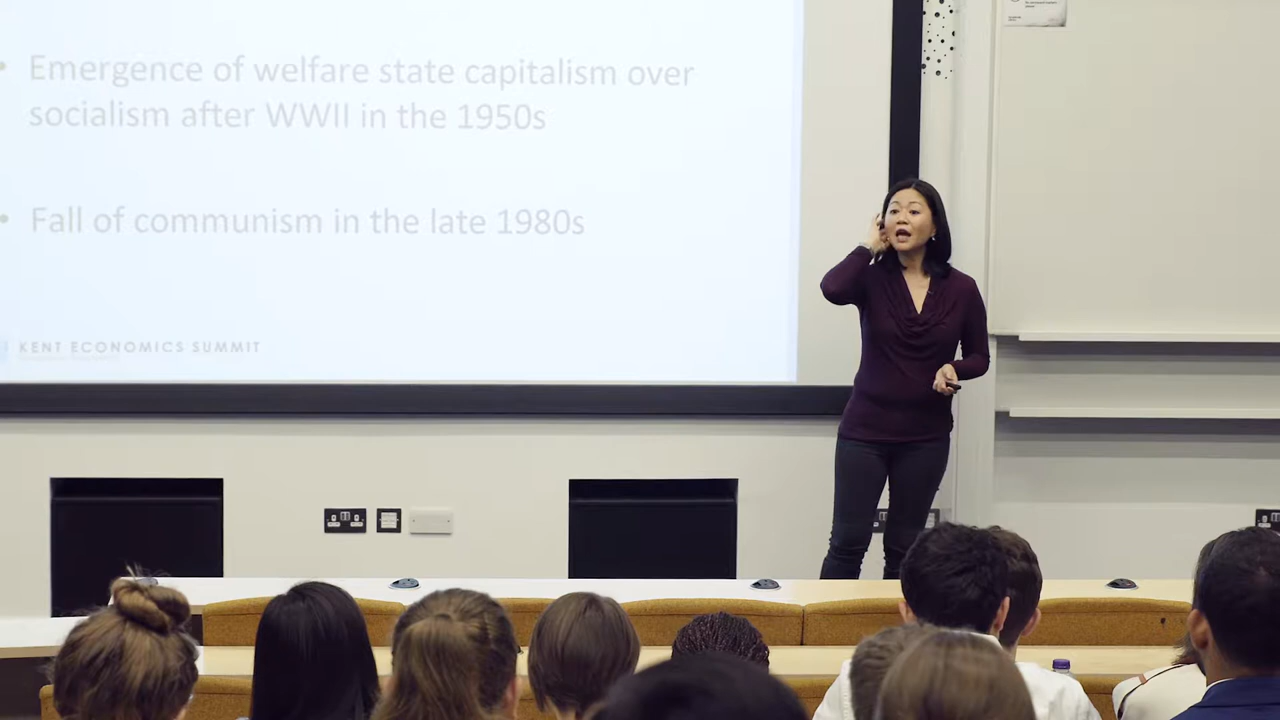 • Emergence of welfare state capitalism over
socialism after WWII in the 1950s
• Fall of communism in the late 1980s
KENT ECONOMICS SUMMIT